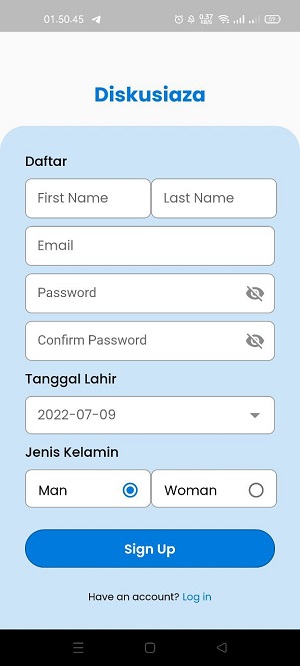 01.50.45
Diskusiaza
Daftar
First Name Last Name
Email
Password
Confirm Password
Tanggal Lahir
2022-07-09
Jenis Kelamin
Man Woman
Sign Up
Have an account? Log in